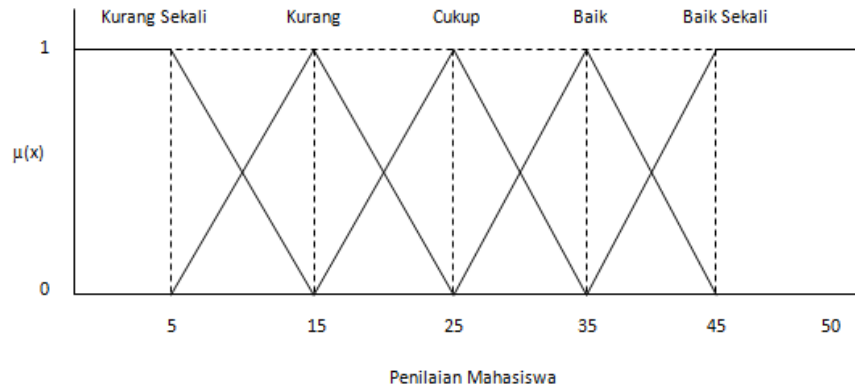 Kurang Sekali Kurang Cukup Baik Baik Sekali
1
μ(x)
0
5 15 25 35 45 50
Penilaian Mahasiswa